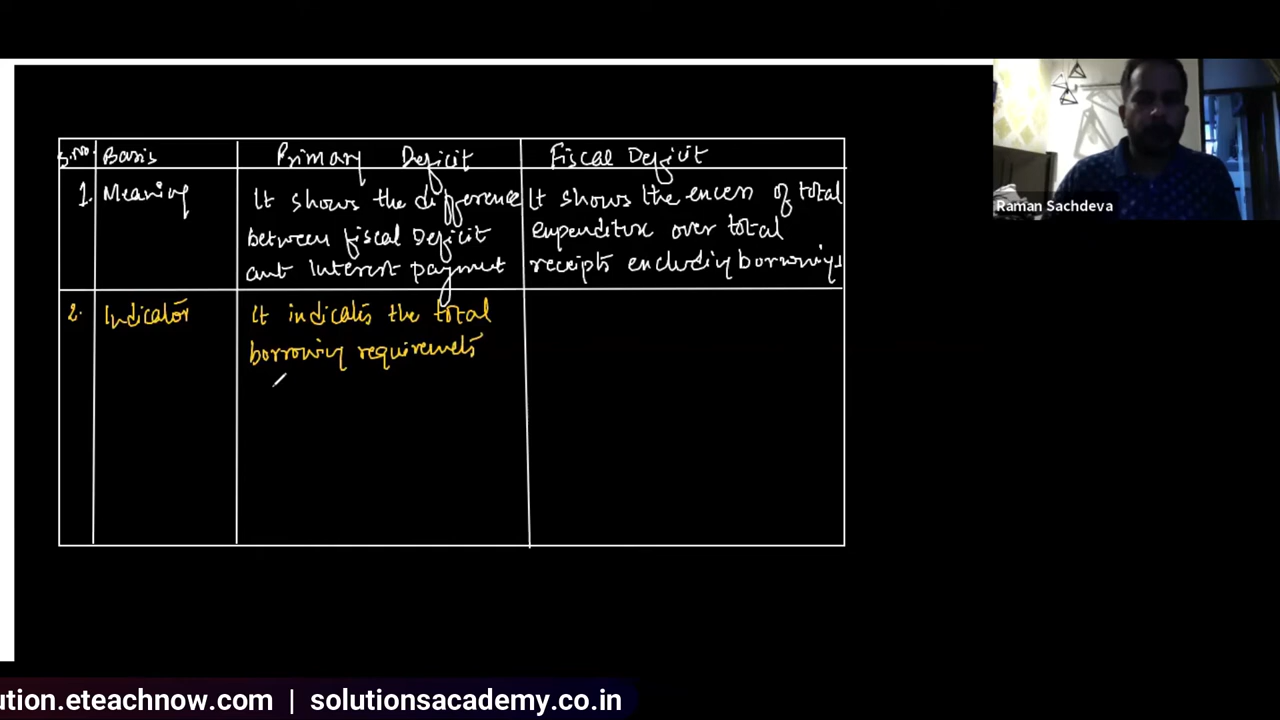 S.No. Basis Primary Deficit Fiscal Deficit
1. Meaning It shows the difference It shows the excess of total
between fiscal Deficit expenditure over total
and Interest payment receipts excluding borrowings
2. Indicator It indicates the total
borrowing requiremets
Raman Sachdeva
ution.eteachnow.com | solutionsacademy.co.in